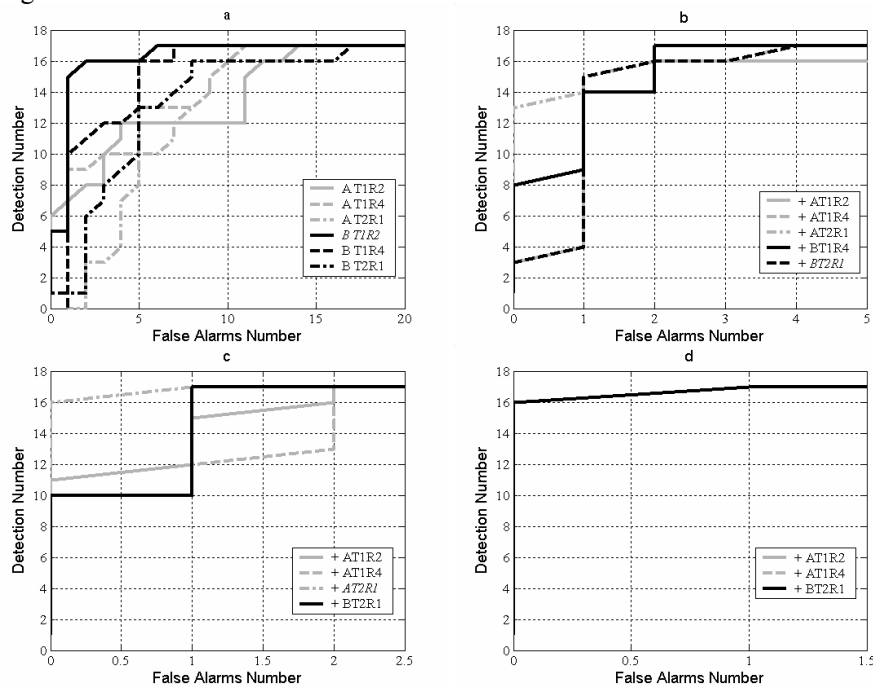 a
Detection Number
18
16
14
12
10
8
6
4
2
0
0 5 10 15 20
False Alarms Number
A T1R2
A T1R4
A T2R1
B T1R2
B T1R4
B T2R1
b
Detection Number
18
16
14
12
10
8
6
4
2
0
0 1 2 3 4 5
False Alarms Number
+ AT1R2
+ AT1R4
+ AT2R1
+ BT1R4
+ BT2R1
c
Detection Number
18
16
14
12
10
8
6
4
2
0
0 0.5 1 1.5 2 2.5
False Alarms Number
+ AT1R2
+ AT1R4
+ AT2R1
+ BT2R1
d
Detection Number
18
16
14
12
10
8
6
4
2
0
0 0.5 1 1.5
False Alarms Number
+ AT1R2
+ AT1R4
+ BT2R1